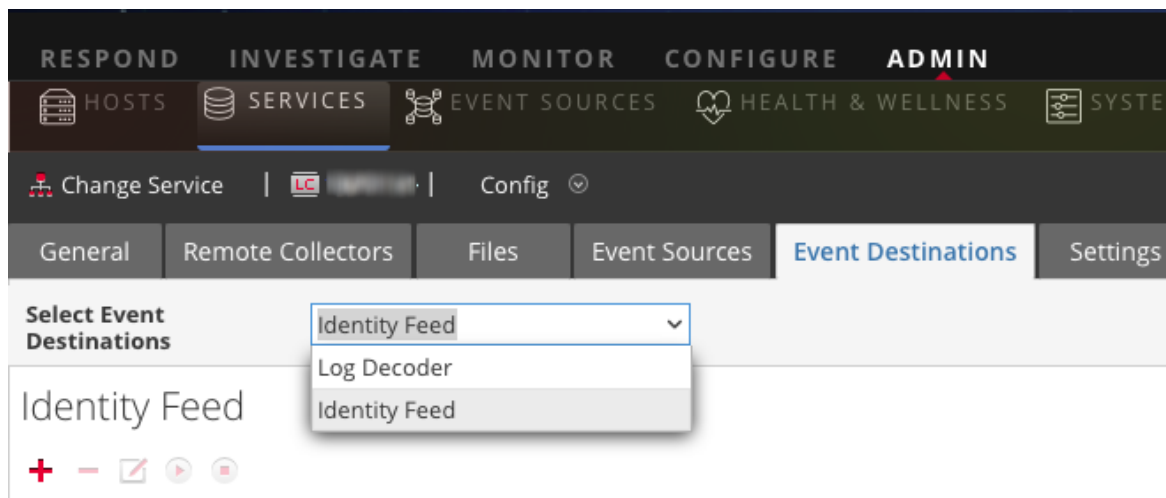 RESPOND INVESTIGATE MONITOR CONFIGURE ADMIN
HOSTS SERVICES EVENT SOURCES HEALTH & WELLNESS SYSTE
Change Service | LC | Config
General Remote Collectors Files Event Sources Event Destinations Settings
Select Event
Destinations
Identity Feed
Log Decoder
Identity Feed
Identity Feed